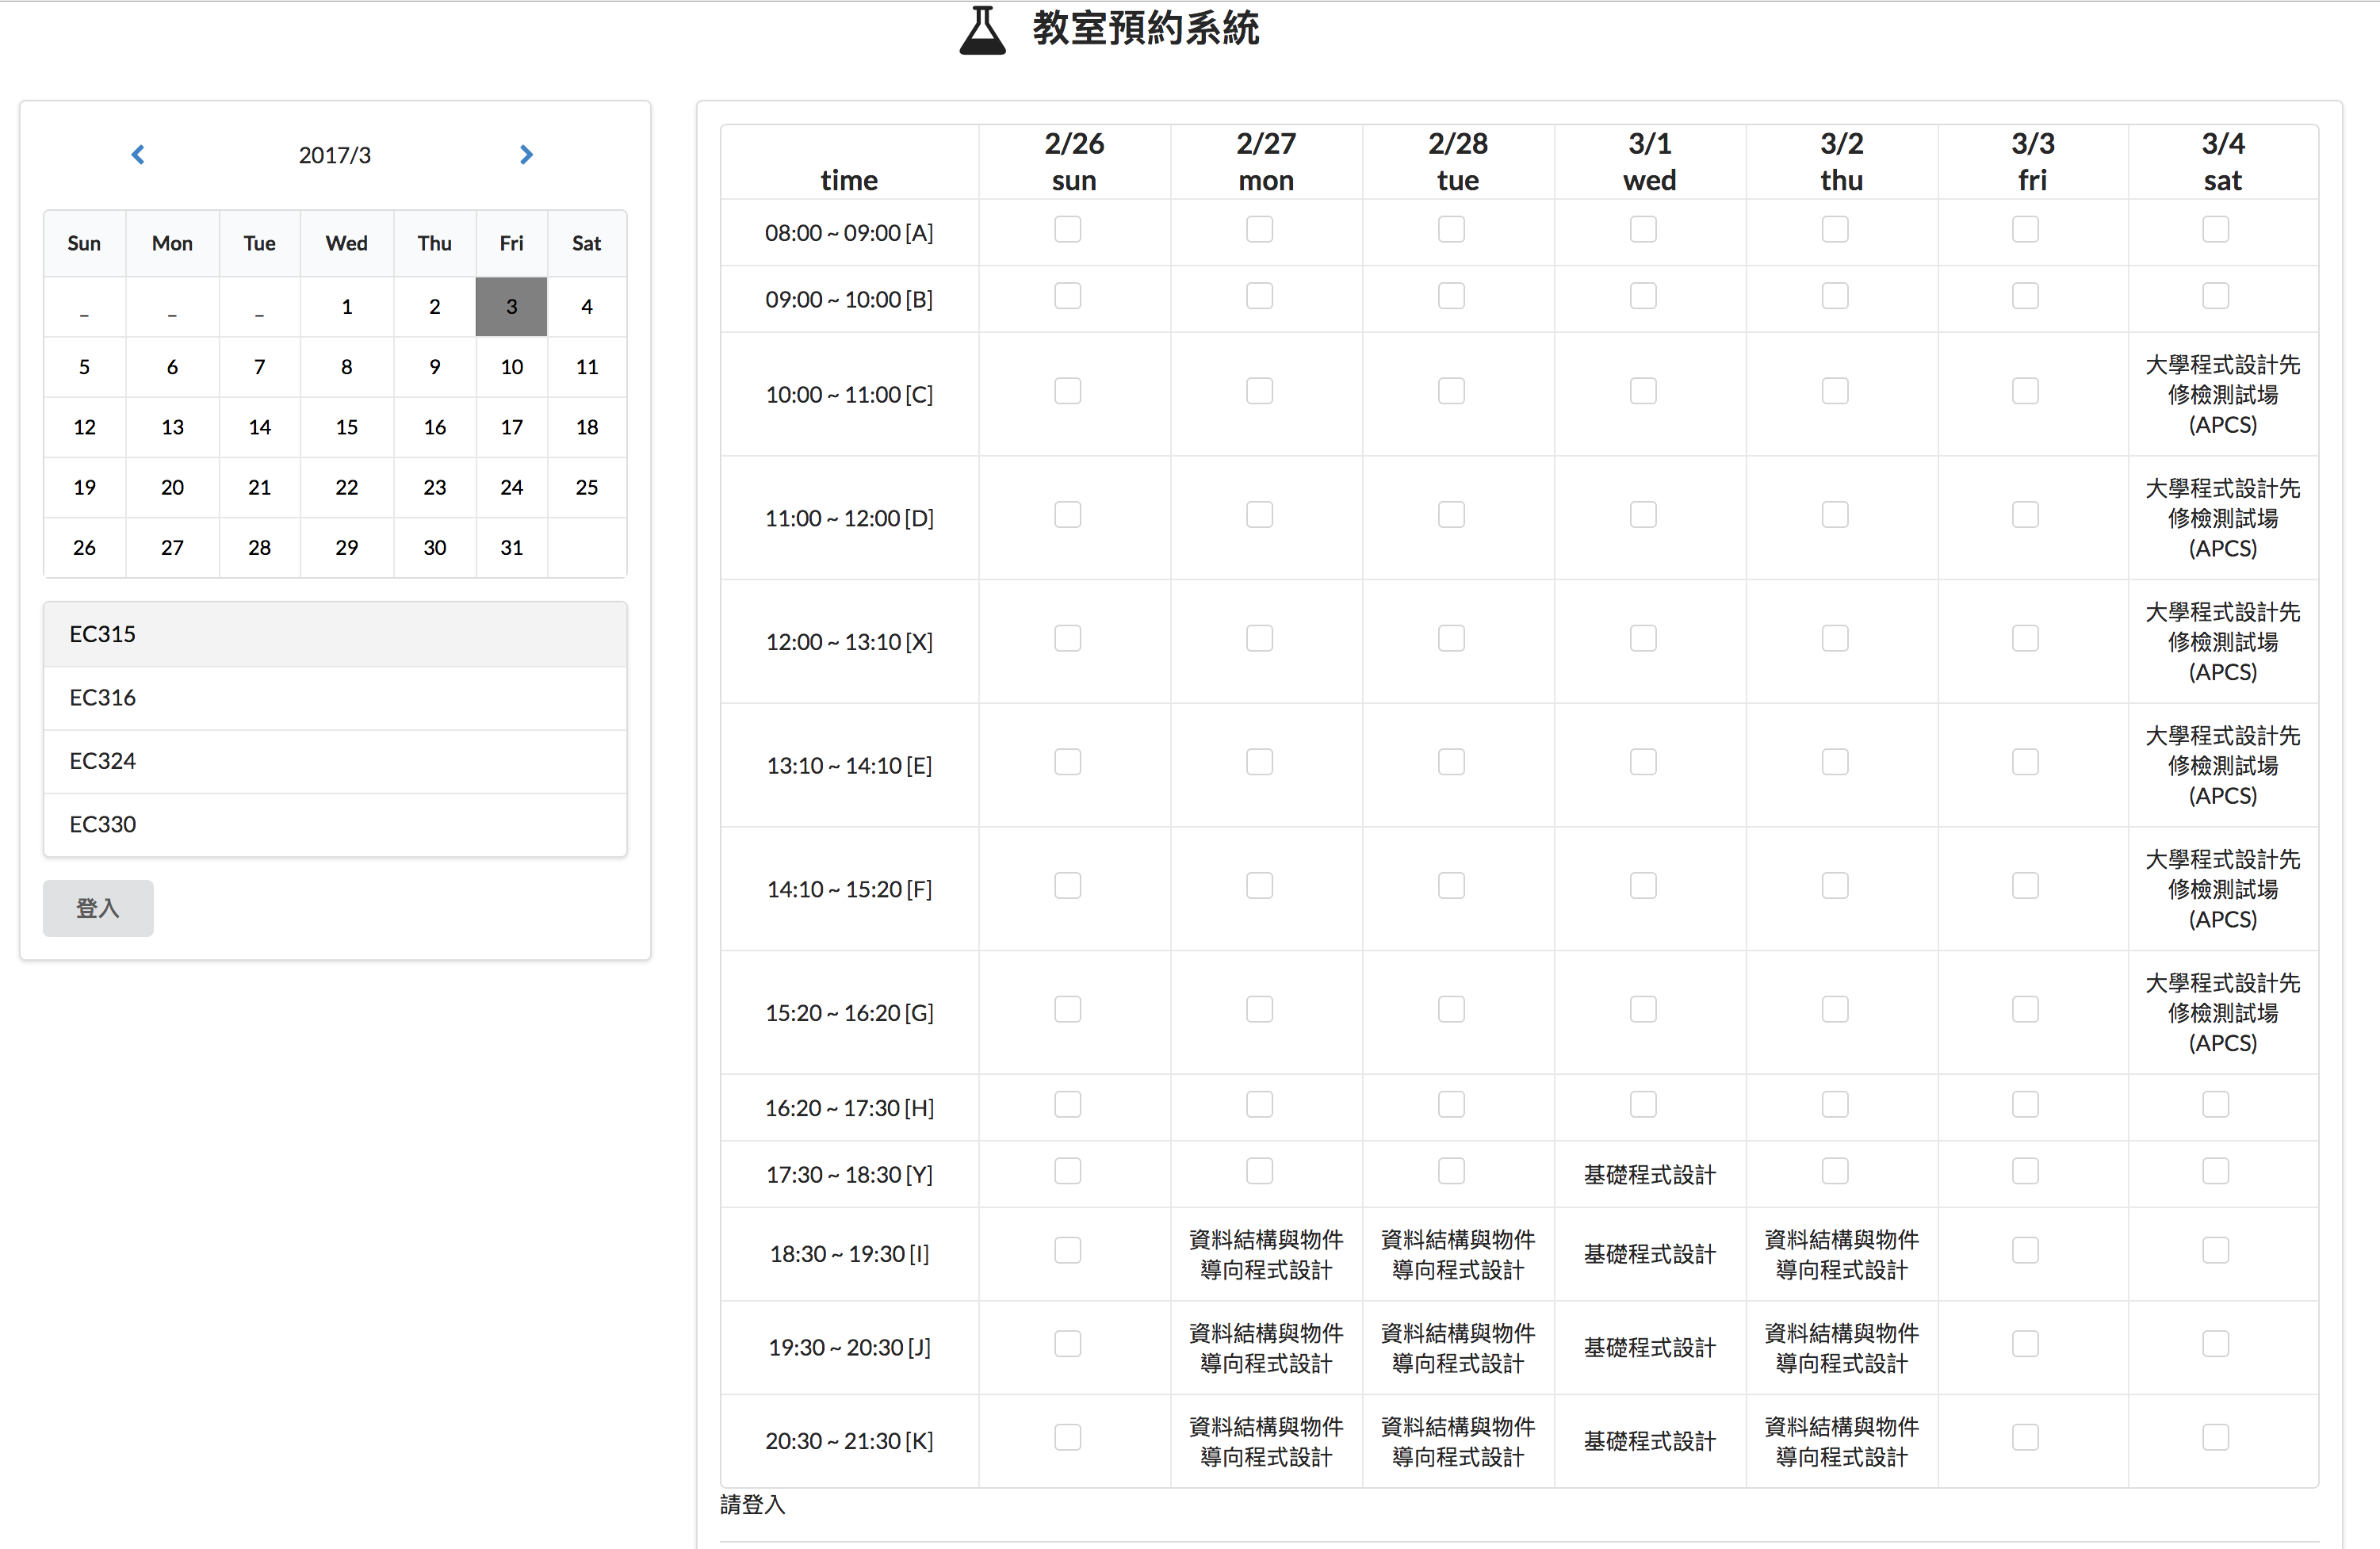 教室預約系統
2017/3
Sun Mon Tue Wed Thu Fri Sat
_ _ _ 1 2 3 4
5 6 7 8 9 10 11
12 13 14 15 16 17 18
19 20 21 22 23 24 25
26 27 28 29 30 31
EC315
EC316
EC324
EC330
登入
2/26 2/27 2/28 3/1 3/2 3/3 3/4
time sun mon tue wed thu fri sat
08:00 ~ 09:00 [A]
09:00 ~ 10:00 [B]
10:00 ~ 11:00 [C]
大學程式設計先
修檢測試場
(APCS)
11:00 ~ 12:00 [D]
大學程式設計先
修檢測試場
(APCS)
12:00 ~ 13:10 [X]
大學程式設計先
修檢測試場
(APCS)
13:10 ~ 14:10 [E]
大學程式設計先
修檢測試場
(APCS)
14:10 ~ 15:20 [F]
大學程式設計先
修檢測試場
(APCS)
15:20 ~ 16:20 [G]
大學程式設計先
修檢測試場
(APCS)
16:20 ~ 17:30 [H]
17:30 ~ 18:30 [Y] 基礎程式設計
18:30 ~ 19:30 [I]
資料結構與物件
導向程式設計
資料結構與物件
導向程式設計
基礎程式設計
資料結構與物件
導向程式設計
19:30 ~ 20:30 [J]
資料結構與物件
導向程式設計
資料結構與物件
導向程式設計
基礎程式設計
資料結構與物件
導向程式設計
20:30 ~ 21:30 [K]
資料結構與物件
導向程式設計
資料結構與物件
導向程式設計
基礎程式設計
資料結構與物件
導向程式設計
請登入